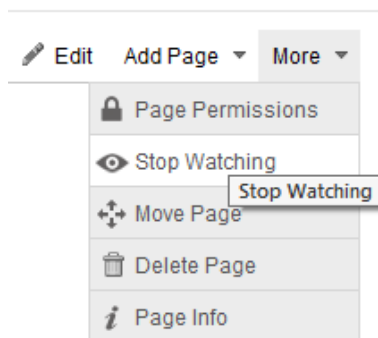 Edit Add Page More
Page Permissions
Stop Watching
Stop Watching
Move Page
Delete Page
Page Info